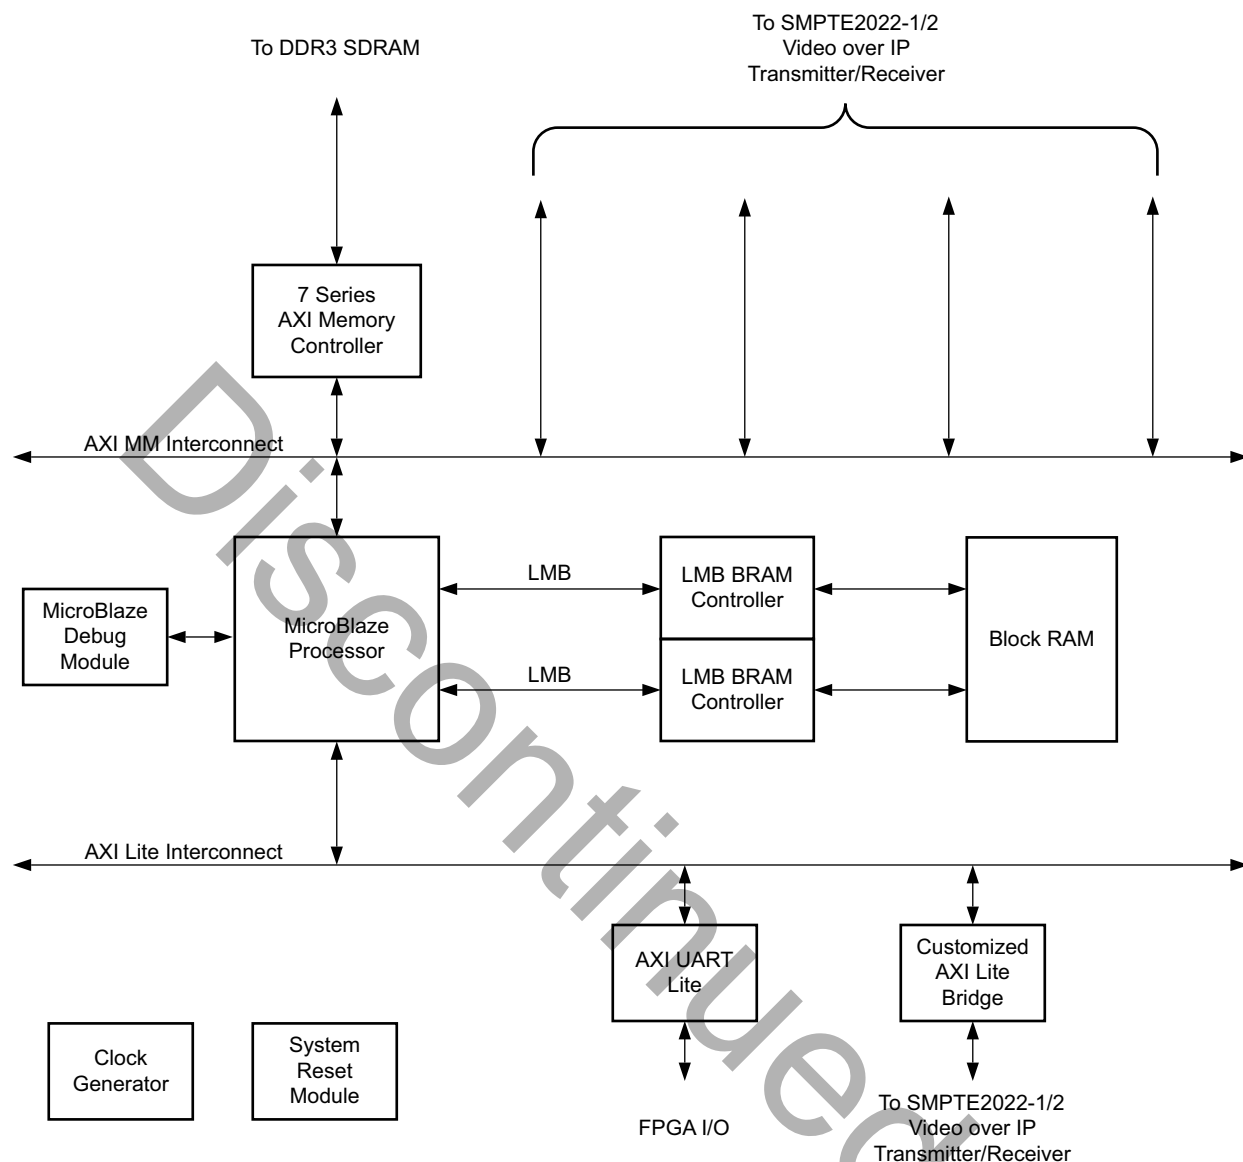 To SMPTE2022-1/2
Video over IP
Transmitter/Receiver
To DDR3 SDRAM
7 Series
AXI Memory
Controller
AXI MM Interconnect
MicroBlaze
Debug
Module
MicroBlaze
Processor
LMB
LMB
LMB BRAM
Controller
LMB BRAM
Controller
Block RAM
AXI Lite Interconnect
AXI UART
Lite
Customized
AXI Lite
Bridge
Clock
Generator
System
Reset
Module
FPGA I/O
To SMPTE2022-1/2
Video over IP
Transmitter/Receiver
Discontinued